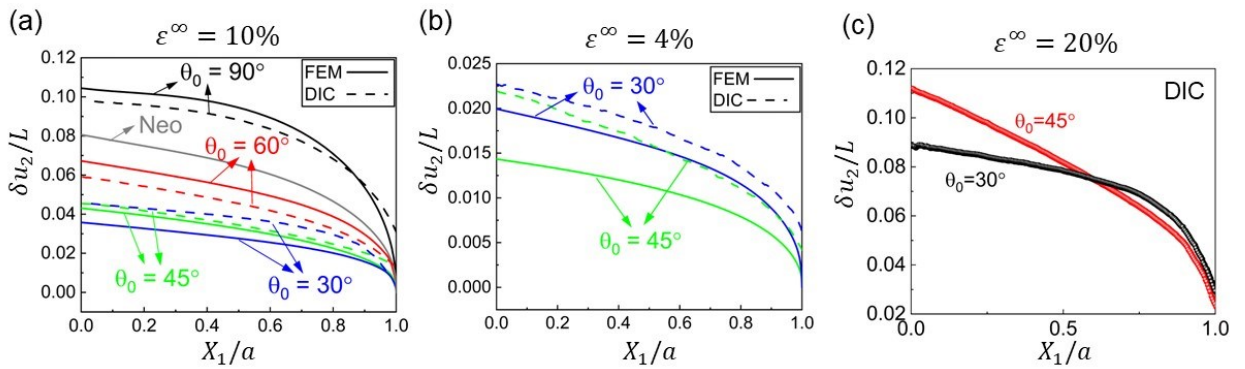 (a)
ε^∞ = 10%
0.12
0.10
0.08
0.06
0.04
0.02
0.00
δu₂/L
θ₀ = 90°
FEM
DIC
Neo
θ₀ = 60°
θ₀ = 45°
θ₀ = 30°
0.0 0.2 0.4 0.6 0.8 1.0
X₁/a
(b)
ε^∞ = 4%
0.025
0.020
0.015
0.010
0.005
0.000
δu₂/L
FEM
DIC
θ₀ = 30°
θ₀ = 45°
0.0 0.2 0.4 0.6 0.8 1.0
X₁/a
(c)
ε^∞ = 20%
0.12
0.10
0.08
0.06
0.04
0.02
0.00
δu₂/L
DIC
θ₀=45°
θ₀=30°
0.0 0.5 1.0
X₁/a